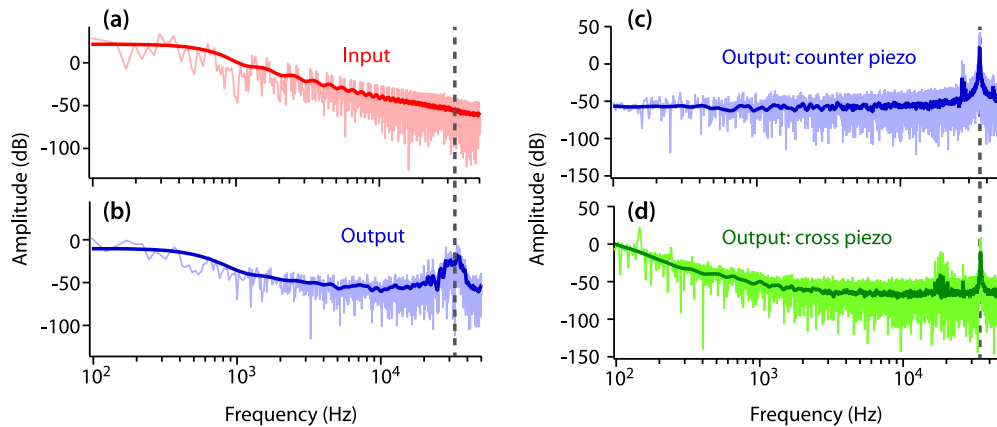 (a)
Input
0
-50
-100
(b)
Output
0
-50
-100
10² 10³ 10⁴
Frequency (Hz)
Amplitude (dB)
(c)
Output: counter piezo
50
0
-50
-100
-150
(d)
Output: cross piezo
50
0
-50
-100
-150
10² 10³ 10⁴
Frequency (Hz)
Amplitude (dB)